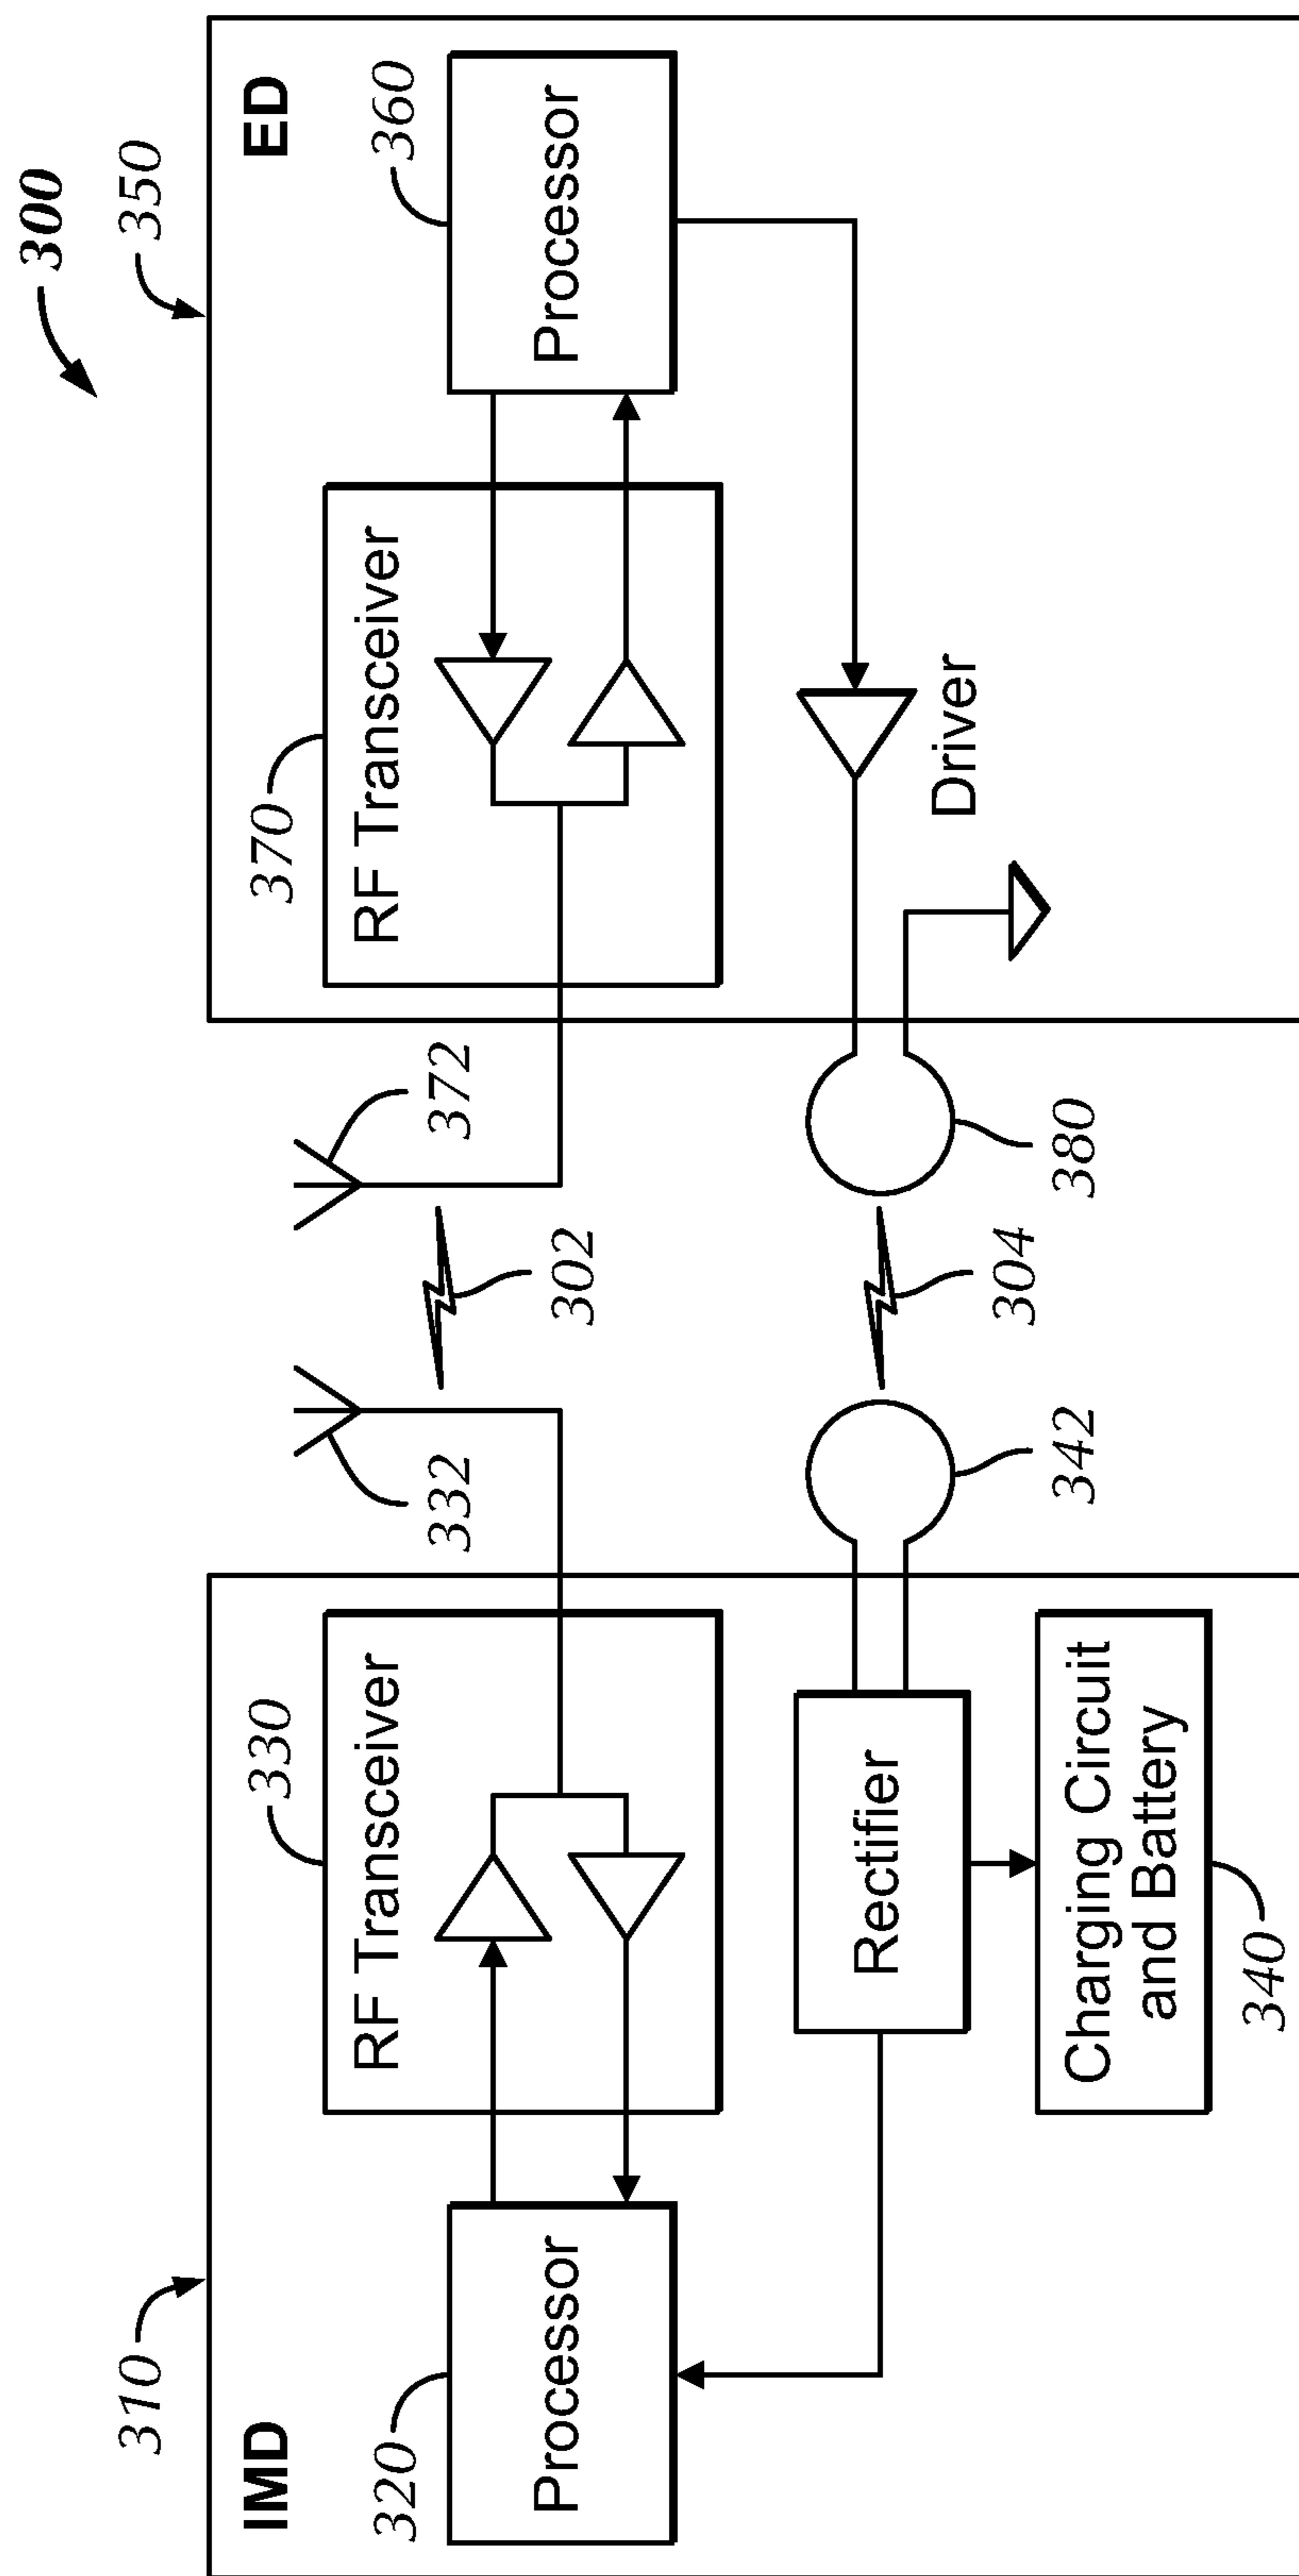 300
310
350
IMD
ED
320
Processor
330
RF Transceiver
332
302
372
370
RF Transceiver
360
Processor
Rectifier
342
304
380
Driver
Charging Circuit
and Battery
340